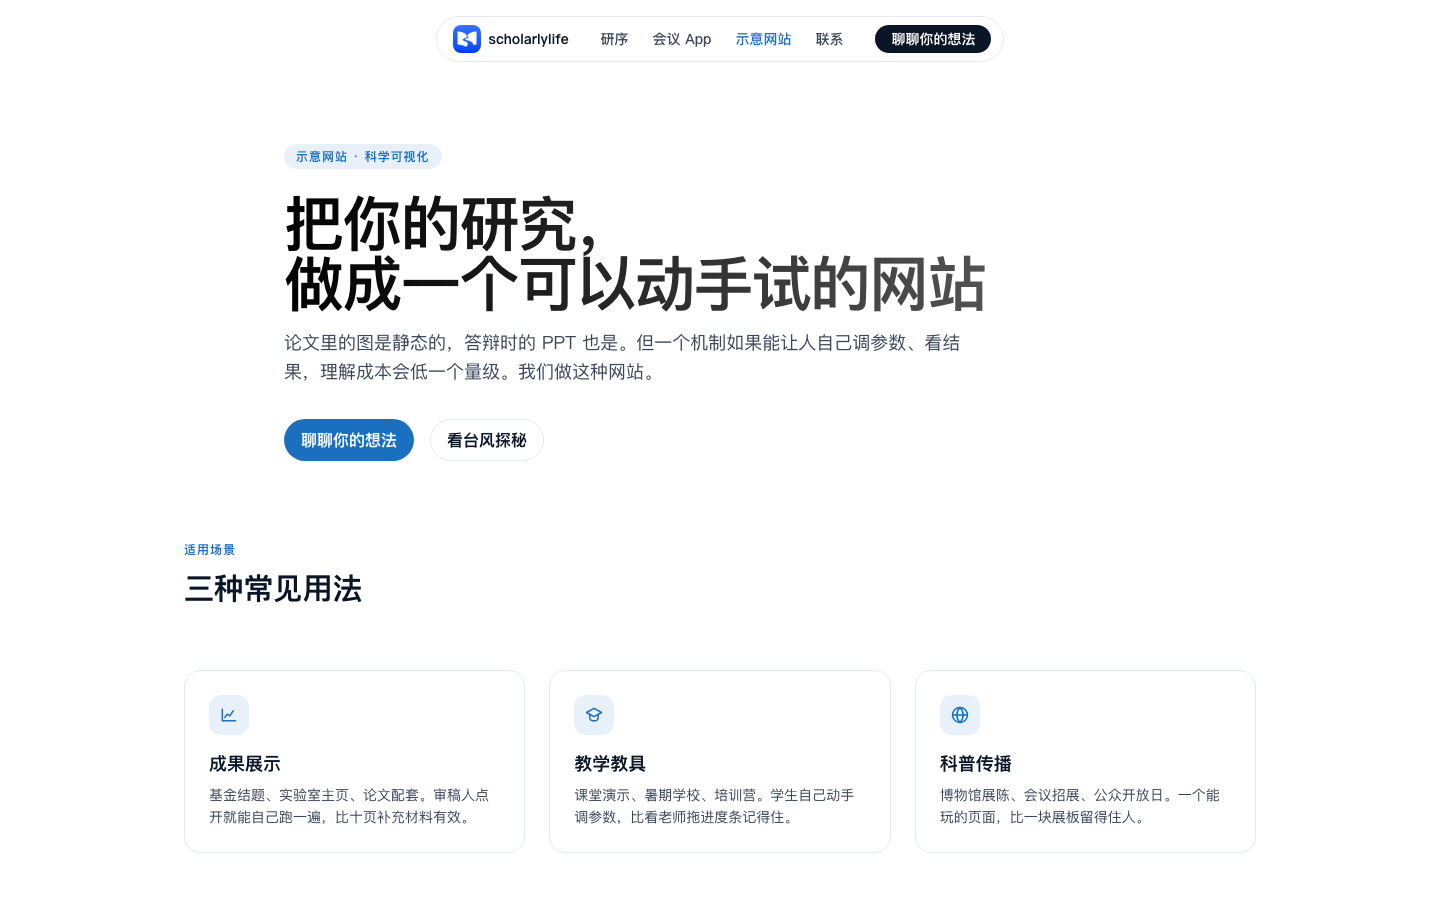 scholarlylife 研序 会议 App 示意网站 联系 聊聊你的想法
示意网站 · 科学可视化
把你的研究，
做成一个可以动手试的网站
论文里的图是静态的，答辩时的 PPT 也是。但一个机制如果能让人自己调参数、看结
果，理解成本会低一个量级。我们做这种网站。
聊聊你的想法 看台风探秘
适用场景
三种常见用法
成果展示
基金结题、实验室主页、论文配套。审稿人点
开就能自己跑一遍，比十页补充材料有效。
教学教具
课堂演示、暑期学校、培训营。学生自己动手
调参数，比看老师拖进度条记得住。
科普传播
博物馆展陈、会议招展、公众开放日。一个能
玩的页面，比一块展板留得住人。